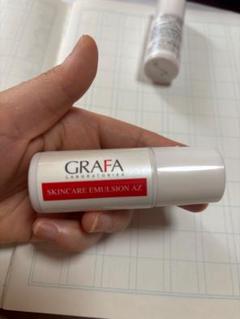 GRAFA
LABORATORIES
SKINCARE EMULSION AZ